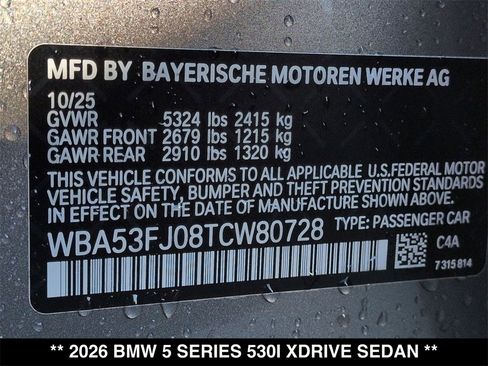 MFD BY BAYERISCHE MOTOREN WERKE AG
10/25
GVWR 5324 lbs 2415 kg
GAWR FRONT 2679 lbs 1215 kg
GAWR REAR 2910 lbs 1320 kg
THIS VEHICLE CONFORMS TO ALL APPLICABLE U.S.FEDERAL MOTOR
VEHICLE SAFETY, BUMPER AND THEFT PREVENTION STANDARDS
IN EFFECT ON THE DATE OF MANUFACTURE SHOWN ABOVE.
WBA53FJ08TCW80728 TYPE: PASSENGER CAR
C4A
7315814
** 2026 BMW 5 SERIES 530I XDRIVE SEDAN **